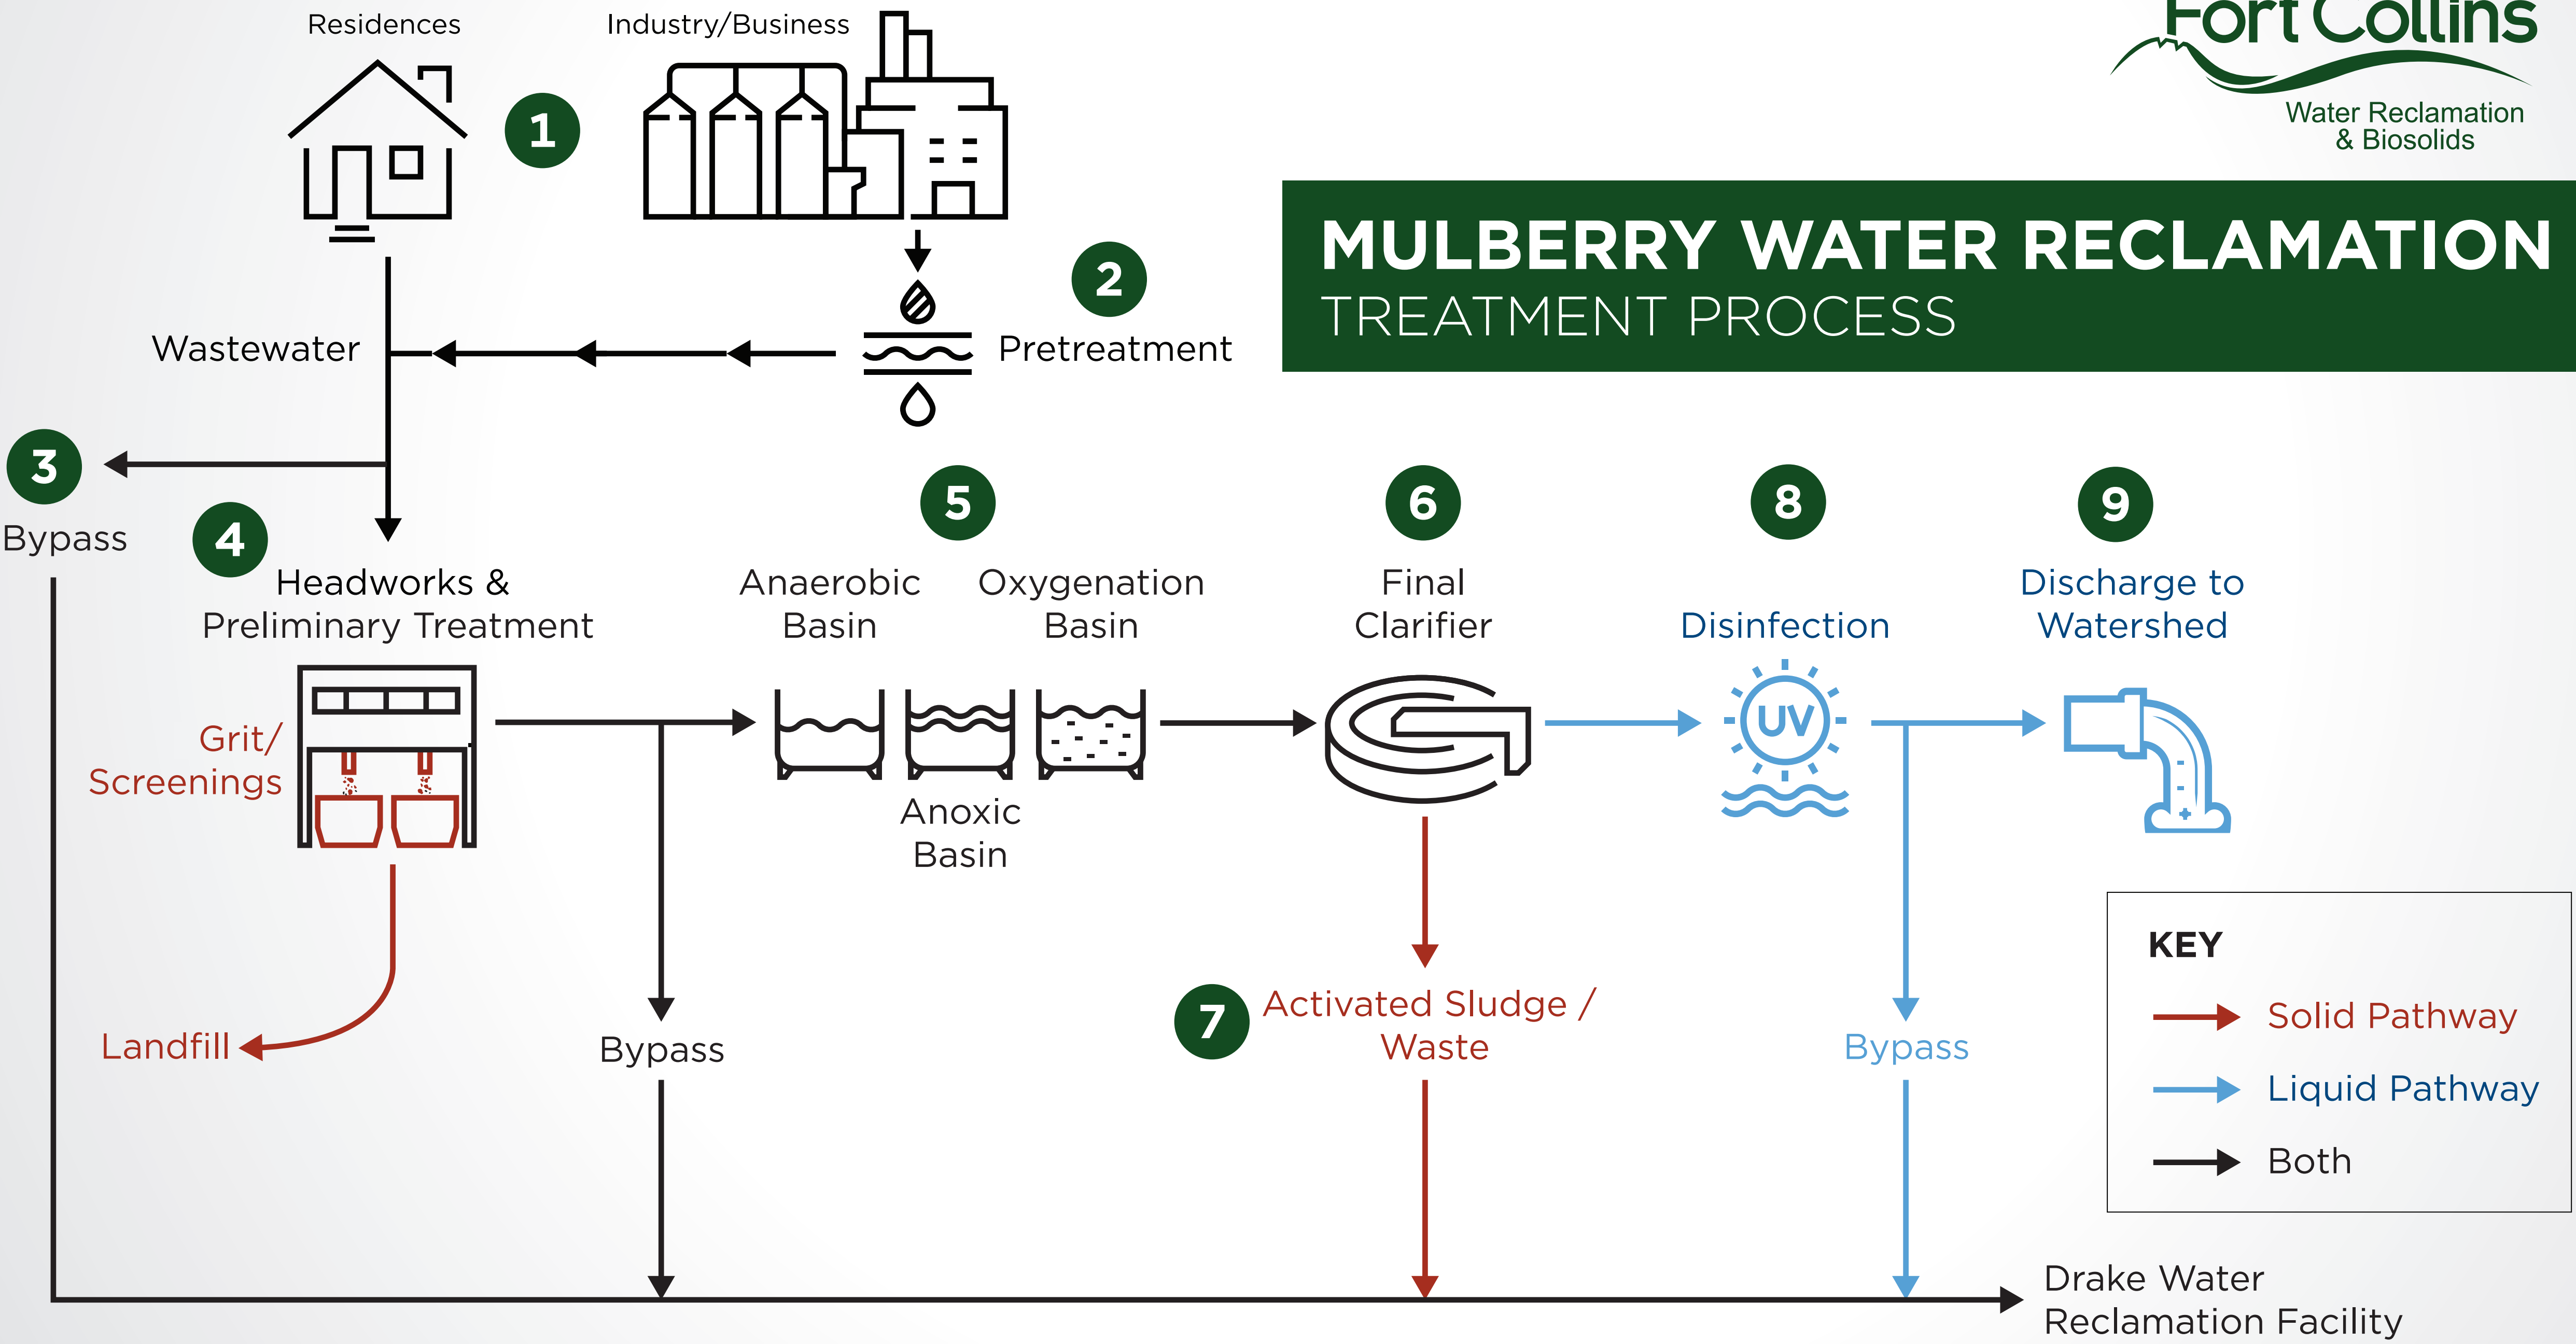 Residences
Industry/Business
Fort Collins
Water Reclamation
& Biosolids
1
MULBERRY WATER RECLAMATION
TREATMENT PROCESS
2
Wastewater
Pretreatment
3
Bypass
4
Headworks &
Preliminary Treatment
Grit/
Screenings
Landfill
Bypass
5
Anaerobic
Basin
Oxygenation
Basin
Anoxic
Basin
6
Final
Clarifier
7
Activated Sludge /
Waste
8
Disinfection
UV
Bypass
9
Discharge to
Watershed
KEY
Solid Pathway
Liquid Pathway
Both
Drake Water
Reclamation Facility